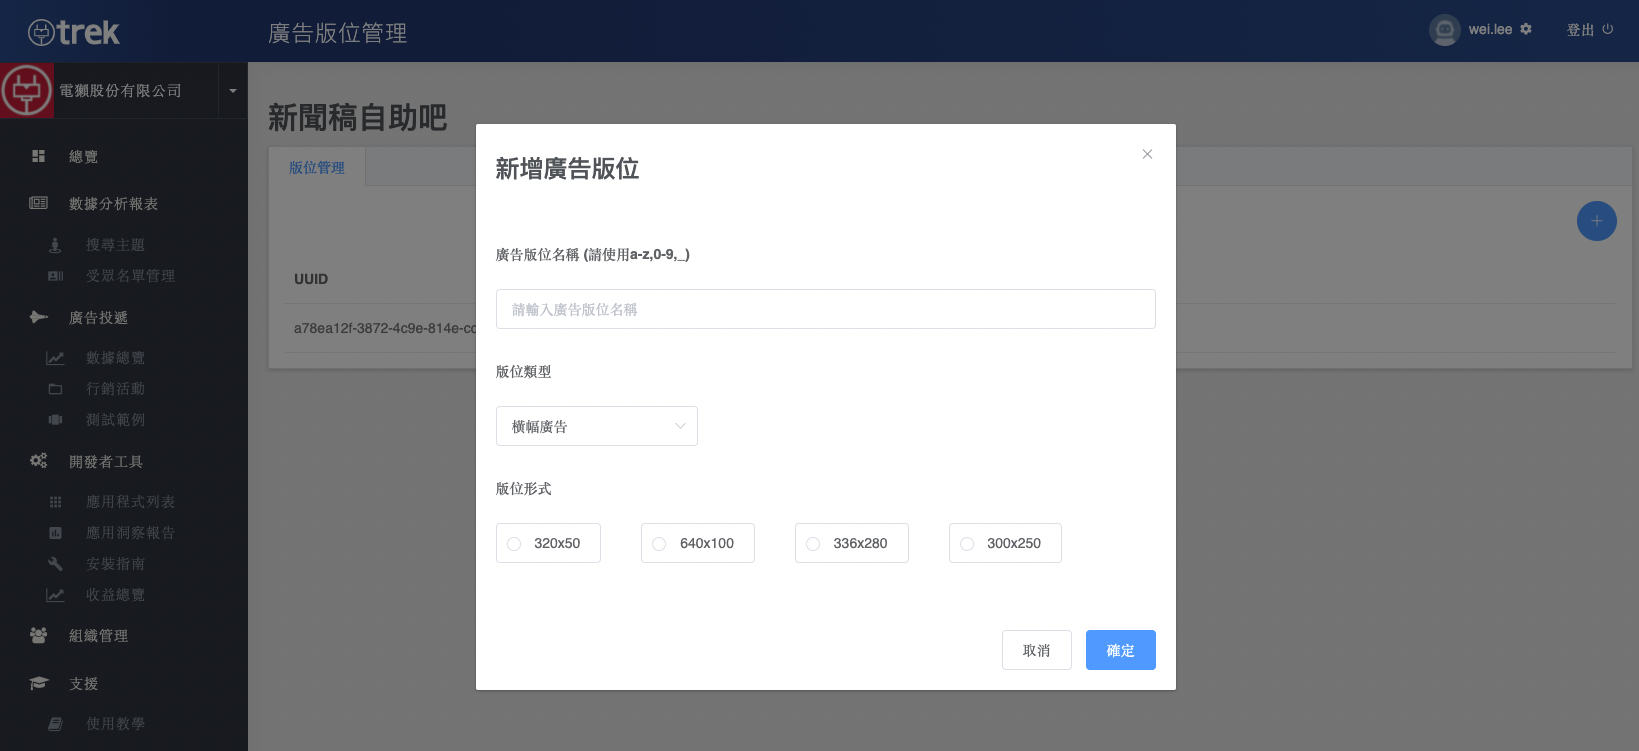 trek
廣告版位管理
wei.lee
登出
電獺股份有限公司
總覽
數據分析報表
搜尋主題
受眾名單管理
廣告投遞
數據總覽
行銷活動
測試範例
開發者工具
應用程式列表
應用洞察報告
安裝指南
收益總覽
組織管理
支援
使用教學
新聞稿自助吧
版位管理
UUID
a78ea12f-3872-4c9e-814e-cc
新增廣告版位
廣告版位名稱 (請使用a-z,0-9,_)
請輸入廣告版位名稱
版位類型
橫幅廣告
版位形式
320x50 640x100 336x280 300x250
取消 確定